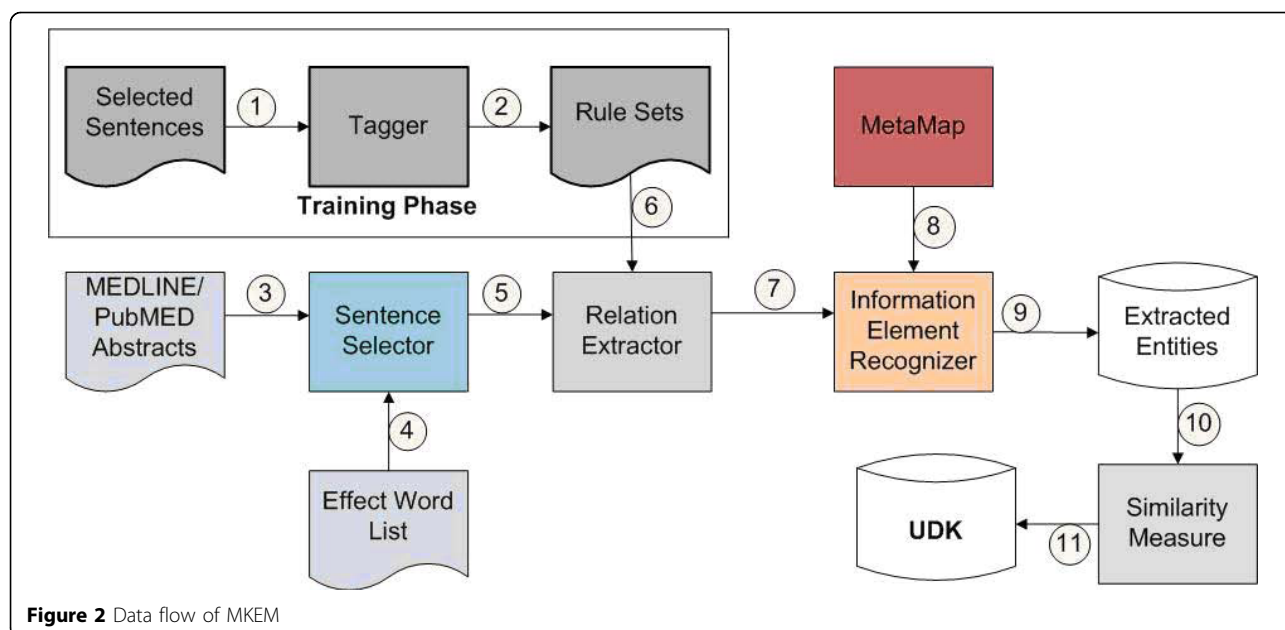 Selected
Sentences
1
Tagger
2
Rule Sets
Training Phase
6
MetaMap
8
MEDLINE/
PubMED
Abstracts
3
Sentence
Selector
5
Relation
Extractor
7
Information
Element
Recognizer
9
Extracted
Entities
4
Effect Word
List
10
Similarity
Measure
11
UDK
Figure 2 Data flow of MKEM